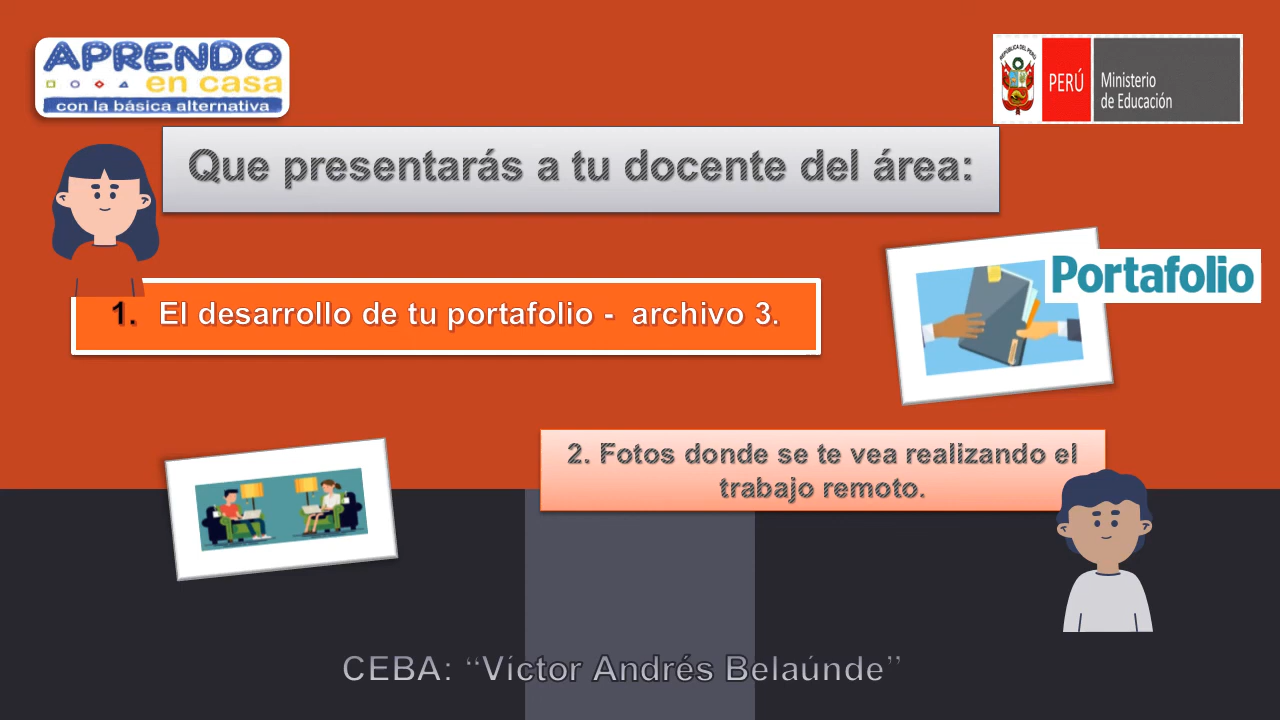 APRENDO
en casa
con la básica alternativa
REPÚBLICA DEL PERÚ
PERÚ
Ministerio
de Educación
Que presentarás a tu docente del área:
Portafolio
1. El desarrollo de tu portafolio - archivo 3.
2. Fotos donde se te vea realizando el
trabajo remoto.
CEBA: “Víctor Andrés Belaúnde”